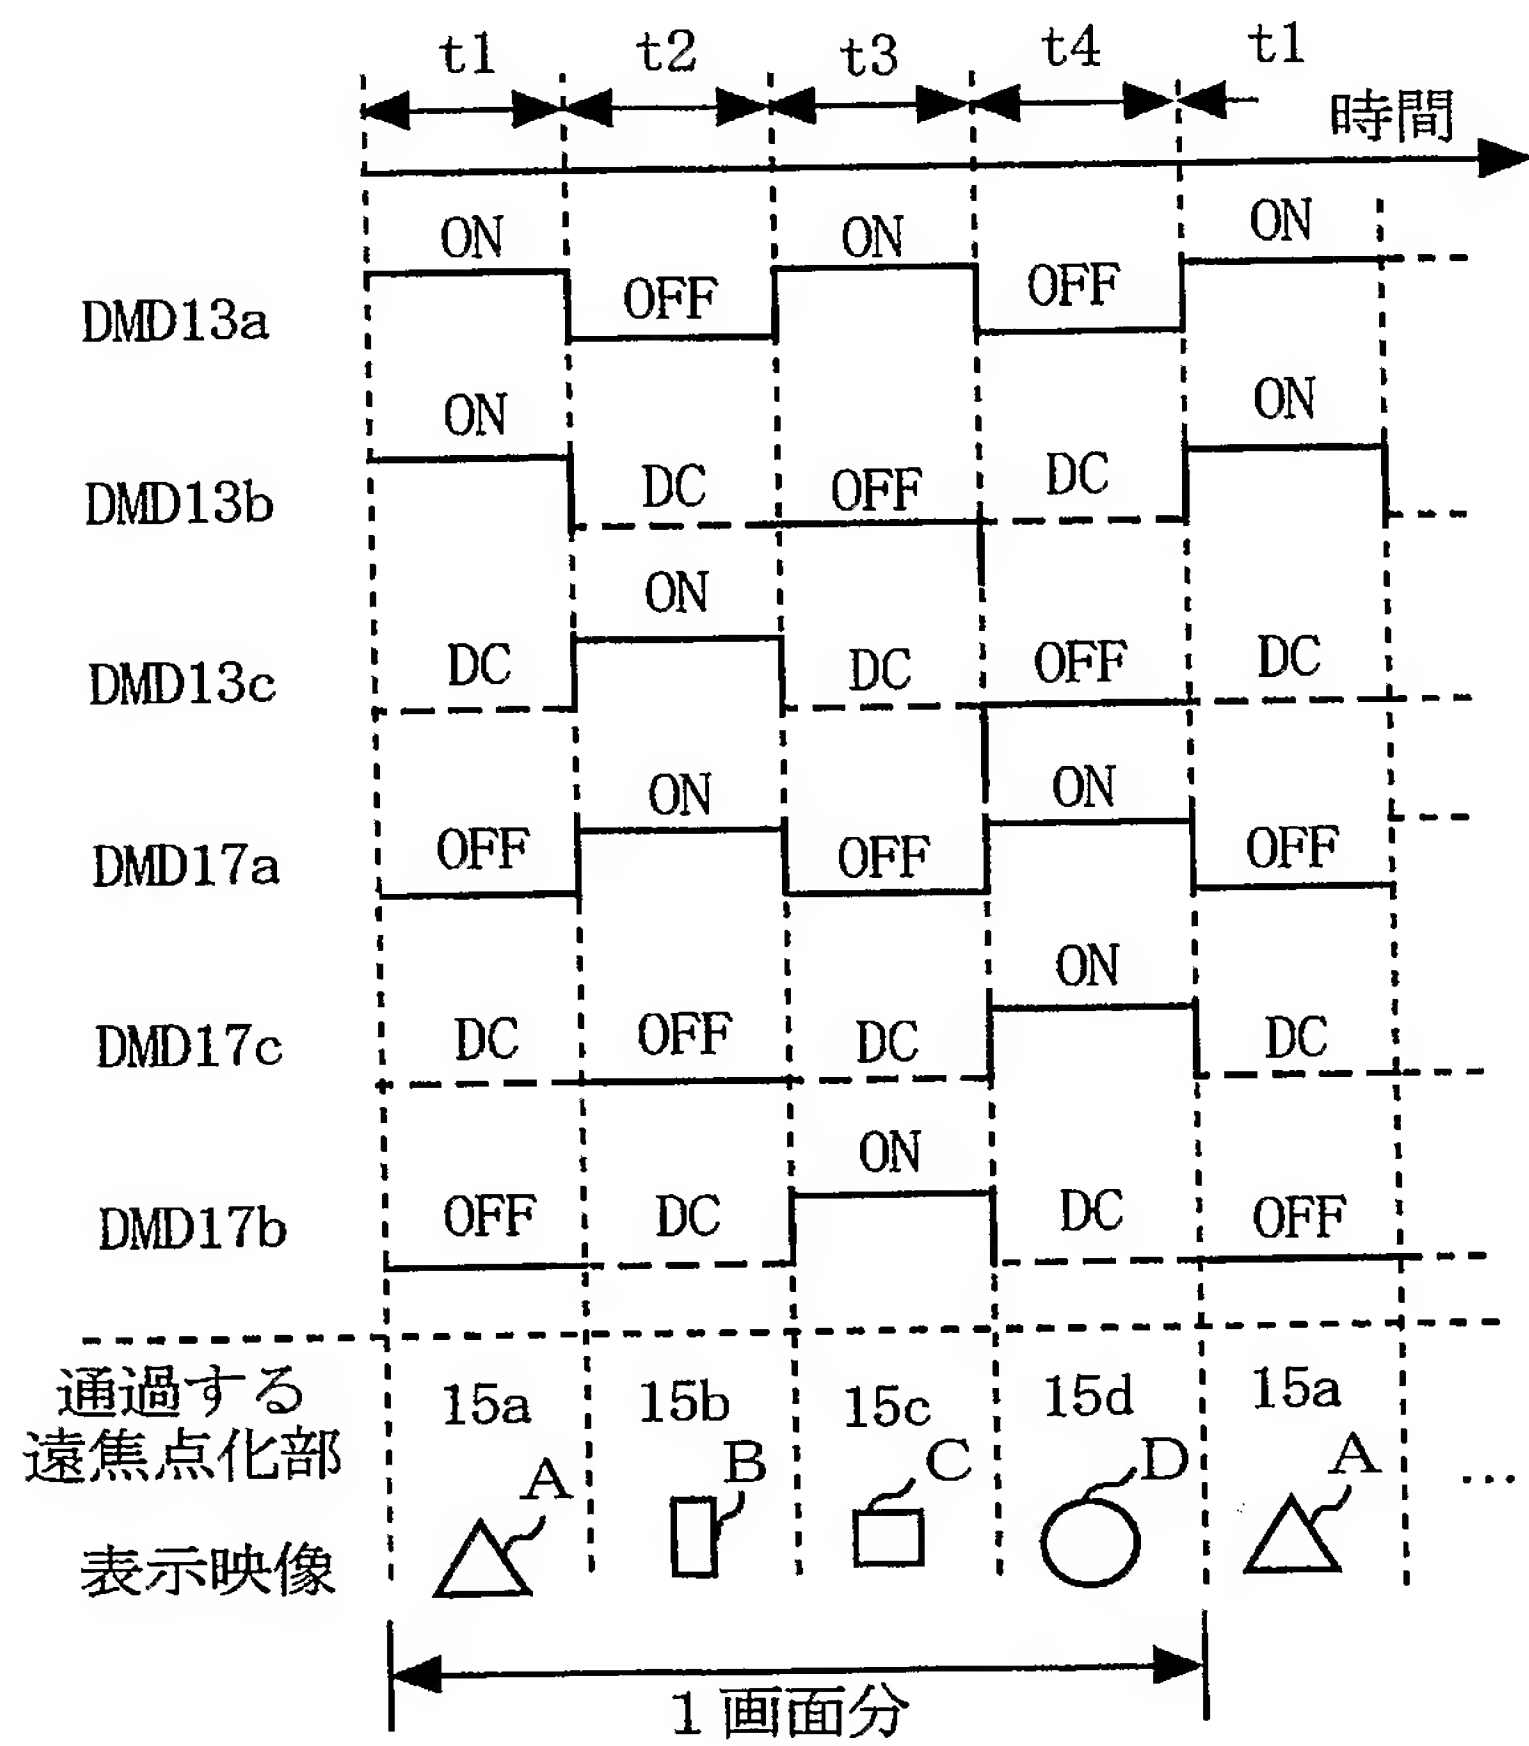 t1 t2 t3 t4 t1
時間
DMD13a ON OFF ON OFF ON
DMD13b ON DC OFF DC ON
DMD13c DC ON DC OFF DC
DMD17a OFF ON OFF ON OFF
DMD17c DC OFF DC ON DC
DMD17b OFF DC ON DC OFF
通過する
遠焦点化部
15a 15b 15c 15d 15a
表示映像
A B C D A ...
1画面分